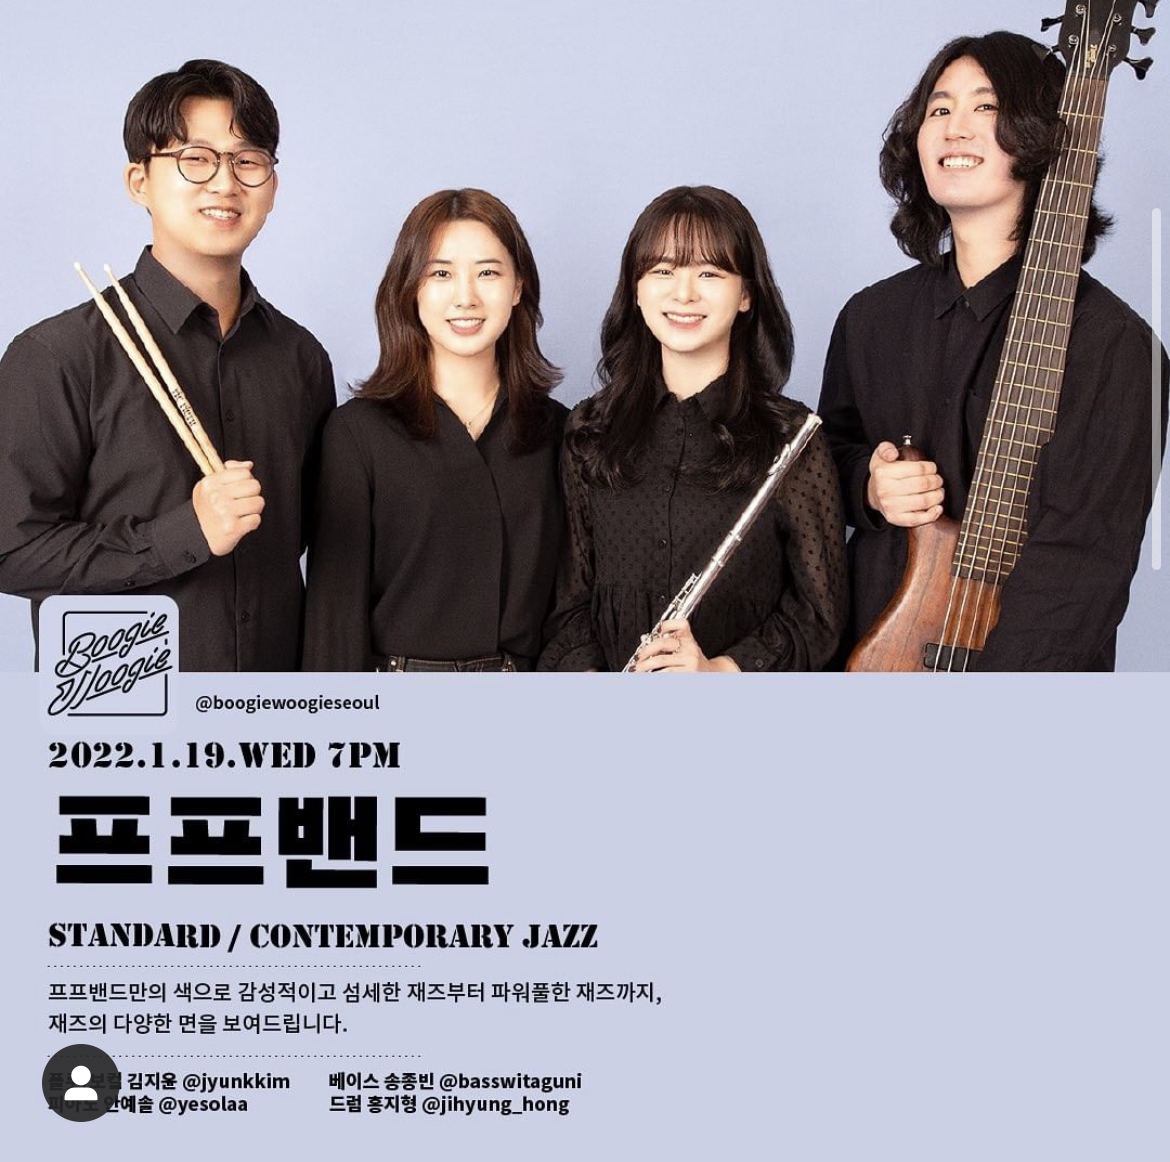 Boogie
Woogie
@boogiewoogieseoul
2022.1.19.WED 7PM
프프밴드
STANDARD / CONTEMPORARY JAZZ
프프밴드만의 색으로 감성적이고 섬세한 재즈부터 파워풀한 재즈까지,
재즈의 다양한 면을 보여드립니다.
김지윤 @jyunkkim 베이스 송종빈 @basswitaguni
안예솔 @yesolaa 드럼 홍지형 @jihyung_hong